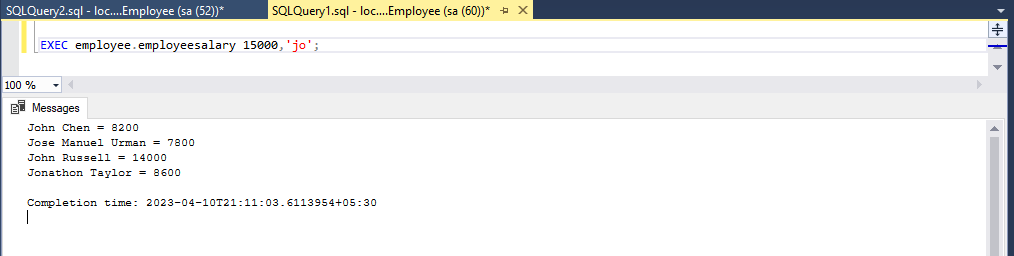 SQLQuery2.sql - loc....Employee (sa (52))* SQLQuery1.sql - loc....Employee (sa (60))*
EXEC employee.employeesalary 15000,'jo';
100 %
Messages
John Chen = 8200
Jose Manuel Urman = 7800
John Russell = 14000
Jonathon Taylor = 8600
Completion time: 2023-04-10T21:11:03.6113954+05:30